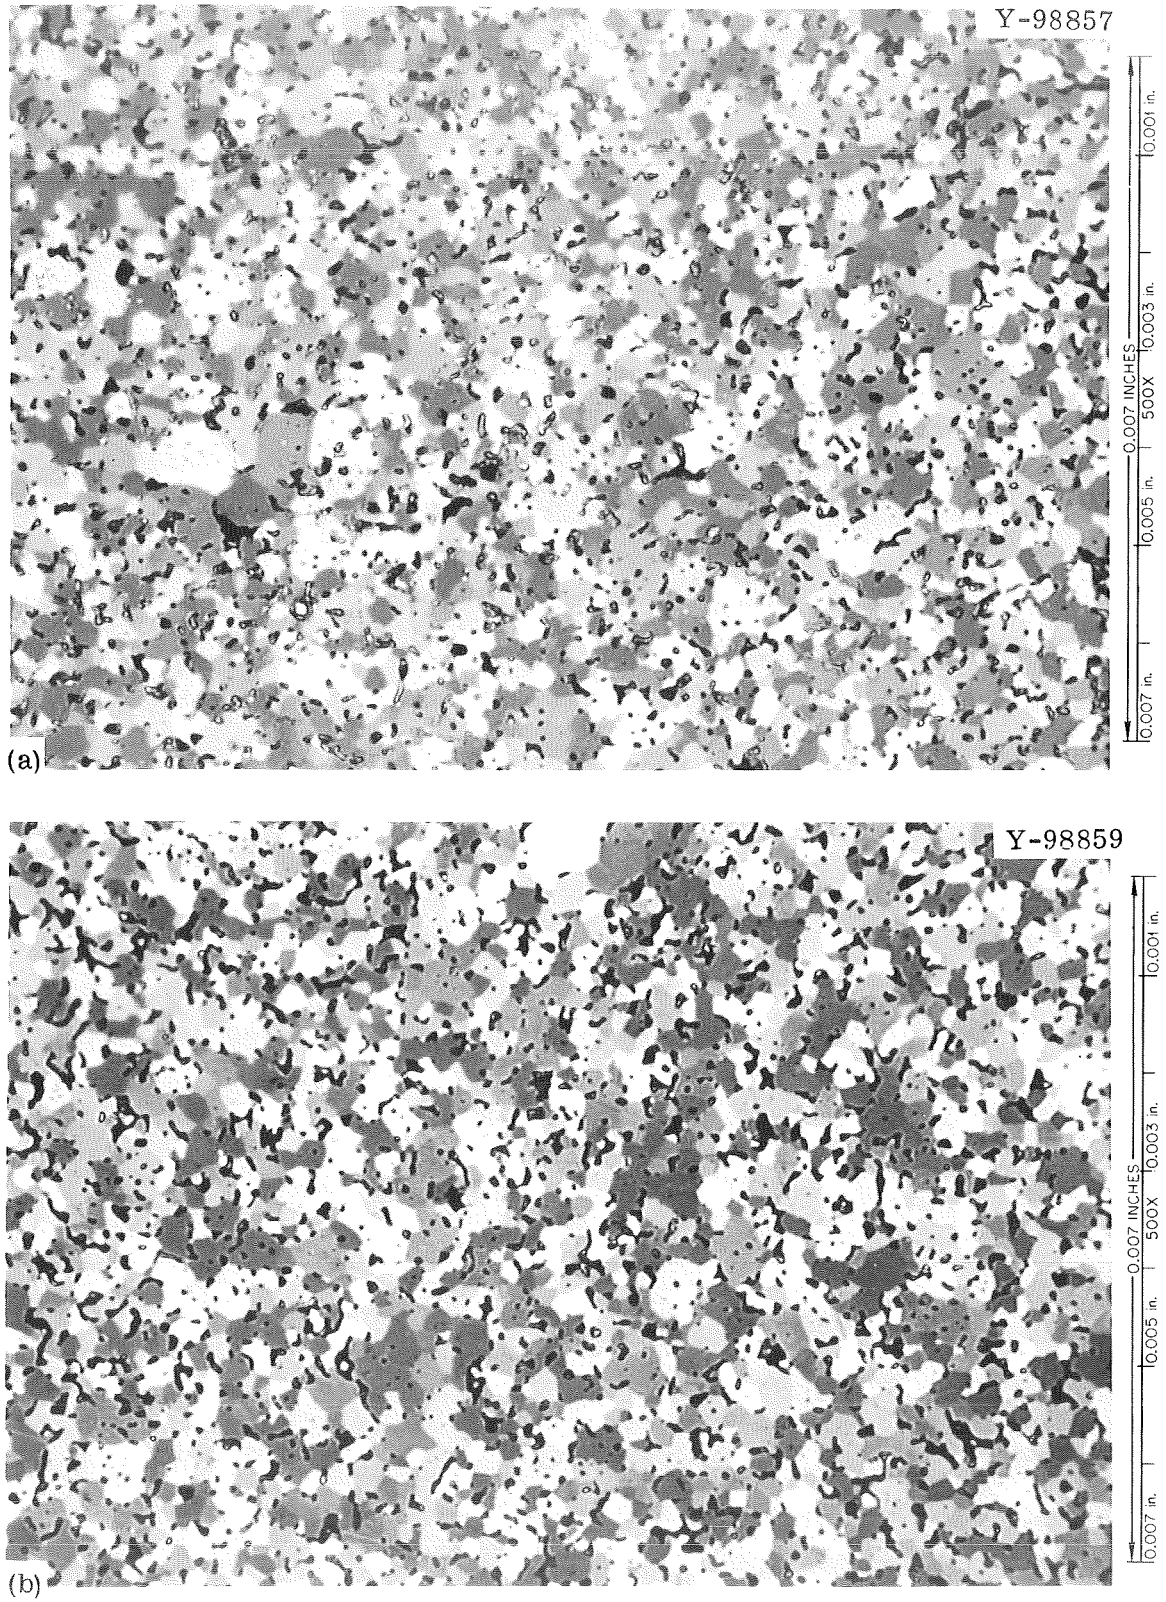 Y-98857
0.001 in.
0.003 in.
0.007 INCHES
500X
0.005 in.
0.007 in.
(a)
Y-98859
0.001 in.
0.003 in.
0.007 INCHES
500X
0.005 in.
0.007 in.
(b)